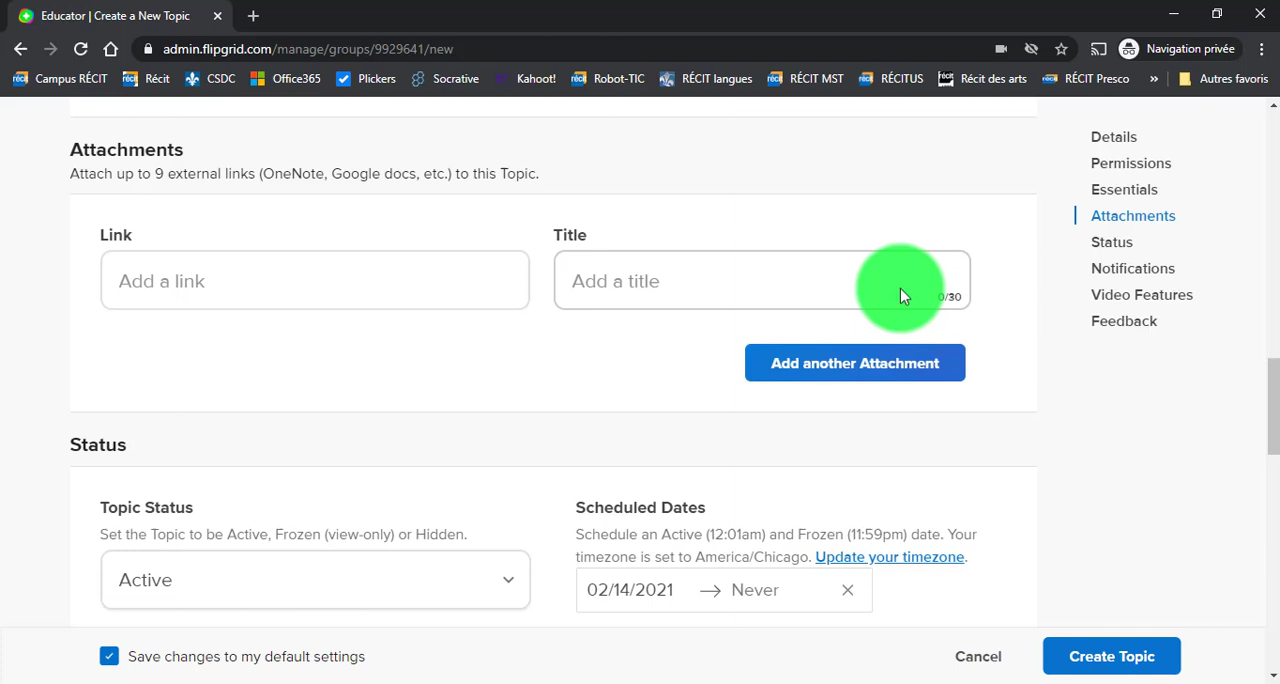 Educator | Create a New Topic
admin.flipgrid.com/manage/groups/9929641/new
Navigation privée
Campus RÉCIT Récit CSDC Office365 Plickers Socrative Kahoot! Robot-TIC RÉCIT langues RÉCIT MST RÉCITUS Récit des arts RÉCIT Presco » Autres favoris
Attachments
Attach up to 9 external links (OneNote, Google docs, etc.) to this Topic.
Link
Title
Add a link
Add a title
0/30
Add another Attachment
Status
Topic Status
Set the Topic to be Active, Frozen (view-only) or Hidden.
Active
Scheduled Dates
Schedule an Active (12:01am) and Frozen (11:59pm) date. Your
timezone is set to America/Chicago. Update your timezone.
02/14/2021 → Never
Details
Permissions
Essentials
Attachments
Status
Notifications
Video Features
Feedback
Save changes to my default settings
Cancel
Create Topic